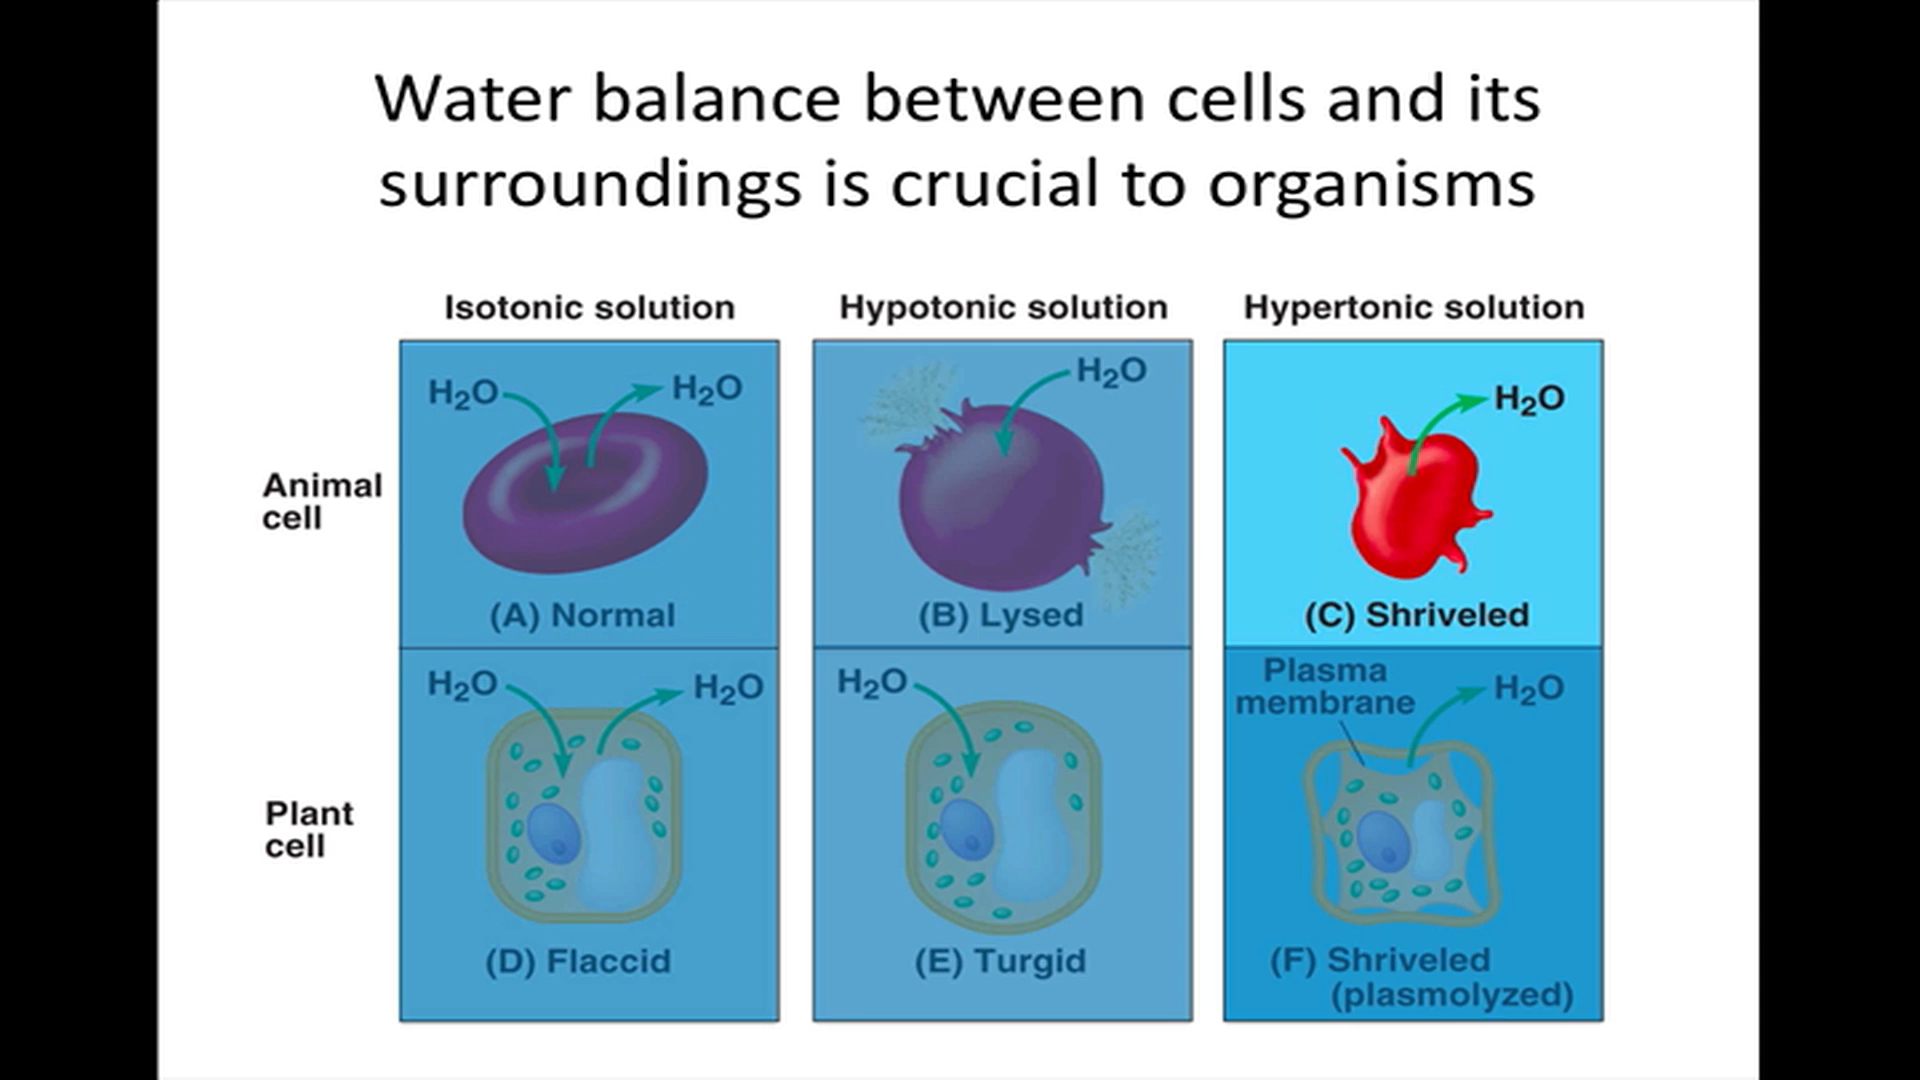 Water balance between cells and its
surroundings is crucial to organisms
Isotonic solution
Hypotonic solution
Hypertonic solution
Animal
cell
H₂O
H₂O
(A) Normal
H₂O
(B) Lysed
H₂O
(C) Shriveled
Plant
cell
H₂O
H₂O
(D) Flaccid
H₂O
(E) Turgid
Plasma
membrane
H₂O
(F) Shriveled
(plasmolyzed)